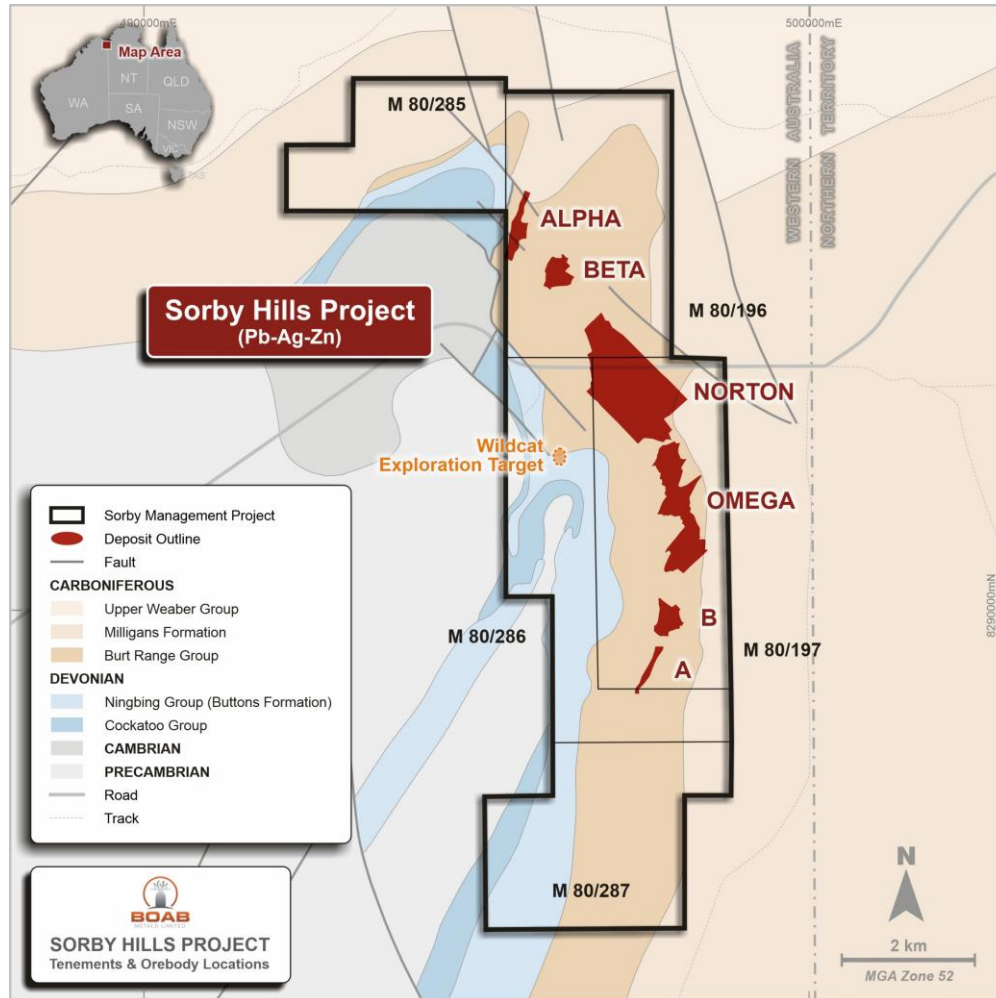 490000mE
500000mE
Map Area
NT
QLD
WA
SA
NSW
VIC
TAS
WESTERN AUSTRALIA
NORTHERN TERRITORY
M 80/285
ALPHA
BETA
Sorby Hills Project
(Pb-Ag-Zn)
M 80/196
NORTON
Wildcat
Exploration Target
OMEGA
B
M 80/286
M 80/197
A
8290000mN
M 80/287
Sorby Management Project
Deposit Outline
Fault
CARBONIFEROUS
Upper Weaber Group
Milligans Formation
Burt Range Group
DEVONIAN
Ningbing Group (Buttons Formation)
Cockatoo Group
CAMBRIAN
PRECAMBRIAN
Road
Track
BOAB
METALS LIMITED
SORBY HILLS PROJECT
Tenements & Orebody Locations
N
2 km
MGA Zone 52